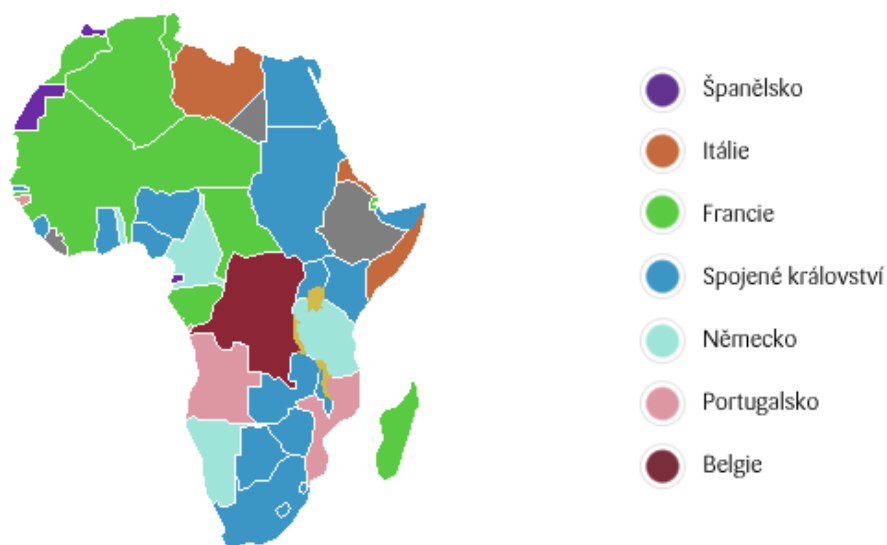 Španělsko
Itálie
Francie
Spojené království
Německo
Portugalsko
Belgie